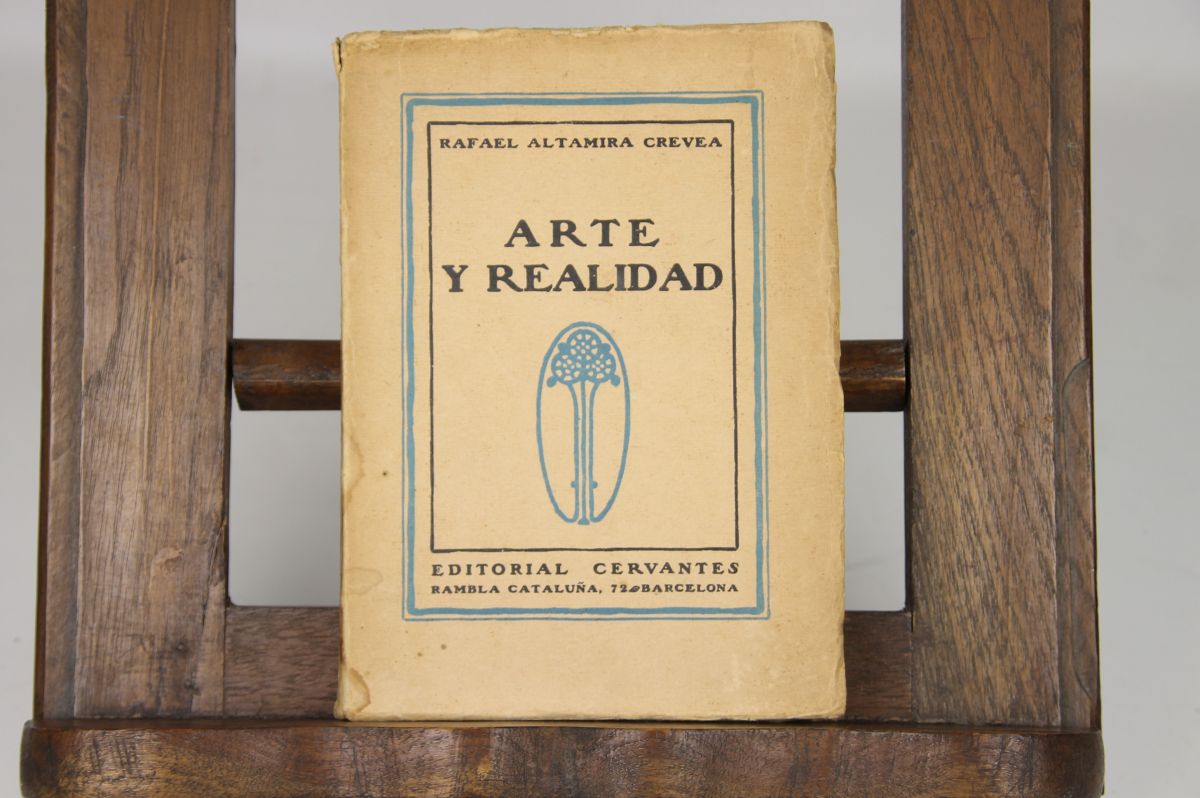 RAFAEL ALTAMIRA CREVEA
ARTE
Y REALIDAD
EDITORIAL CERVANTES
RAMBLA CATALUÑA, 72 BARCELONA